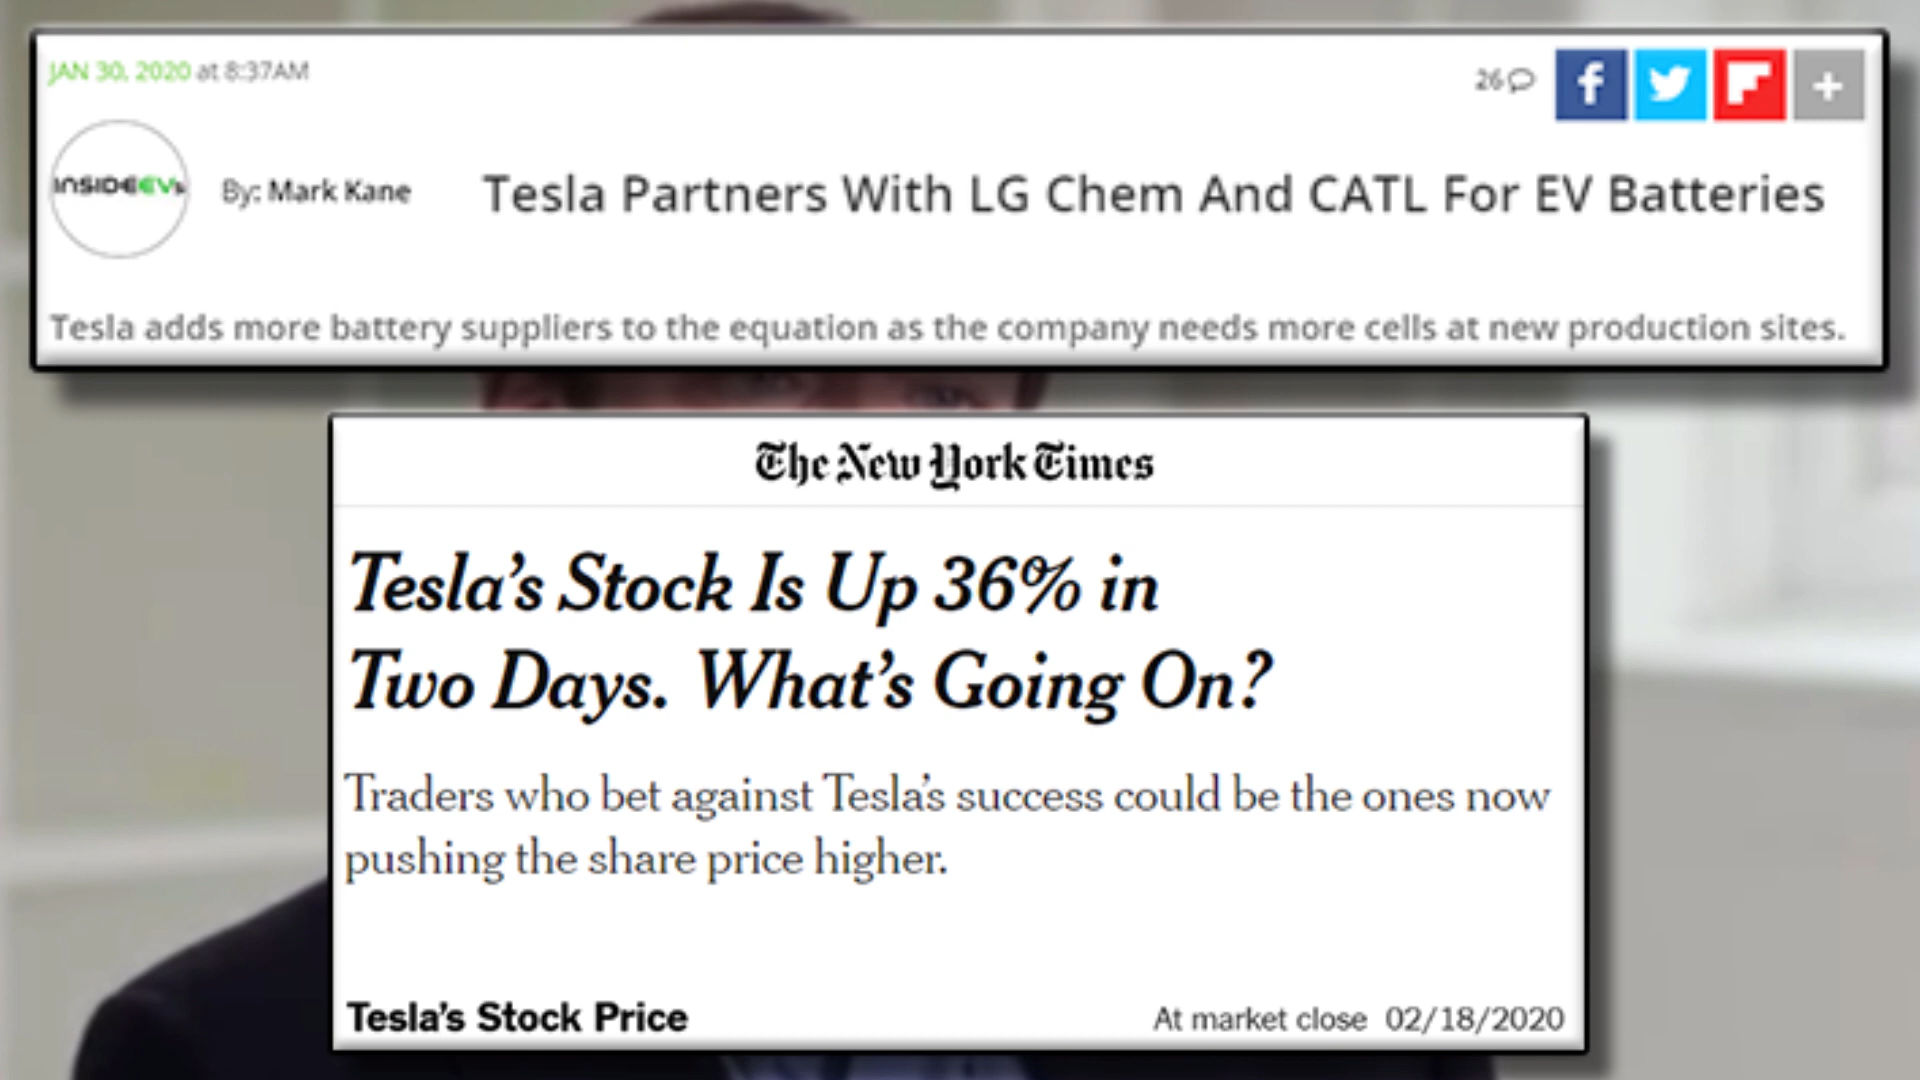 JAN 30, 2020 at 8:37AM
26
INSIDEEVs
By: Mark Kane
Tesla Partners With LG Chem And CATL For EV Batteries
Tesla adds more battery suppliers to the equation as the company needs more cells at new production sites.
The New York Times
Tesla’s Stock Is Up 36% in
Two Days. What’s Going On?
Traders who bet against Tesla’s success could be the ones now
pushing the share price higher.
Tesla’s Stock Price
At market close 02/18/2020